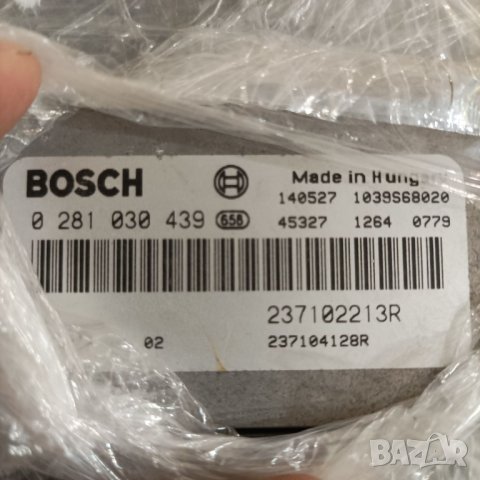 BOSCH
Made in Hungary
140527 1039S68020
0 281 030 439 658
45327 1264 0779
237102213R
02
237104128R
BAZAR